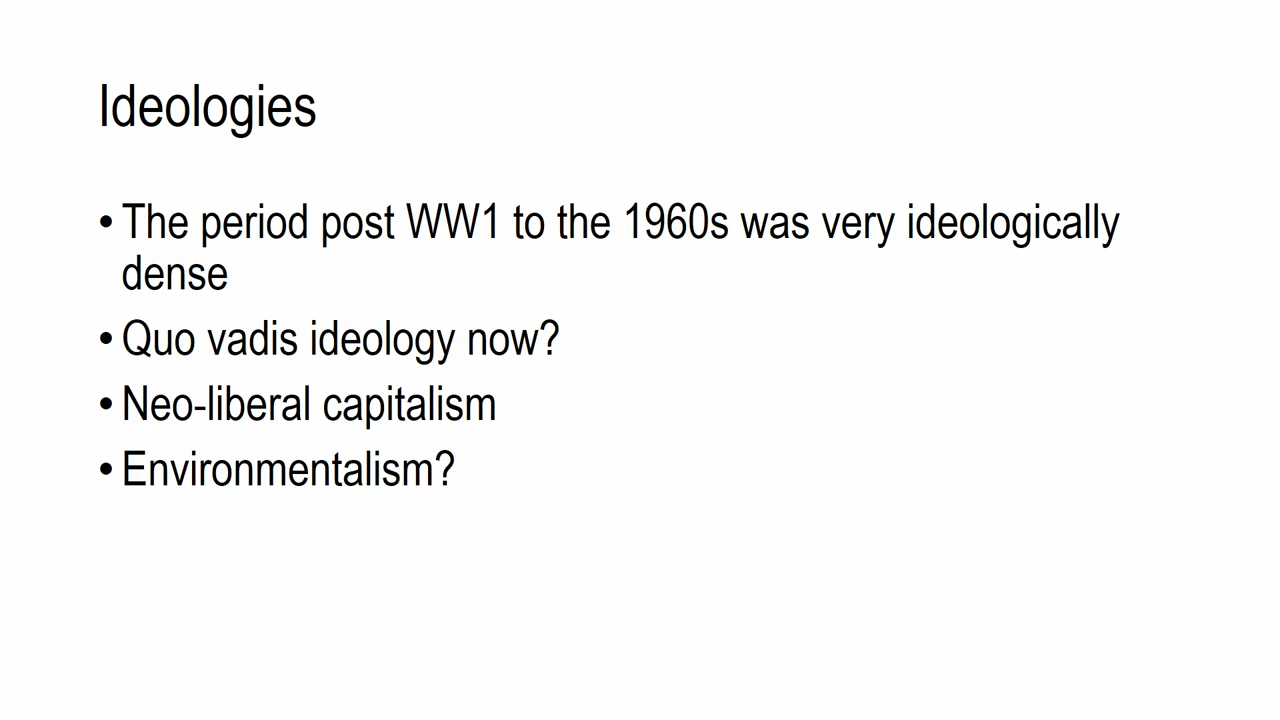 Ideologies
• The period post WW1 to the 1960s was very ideologically
dense
• Quo vadis ideology now?
• Neo-liberal capitalism
• Environmentalism?